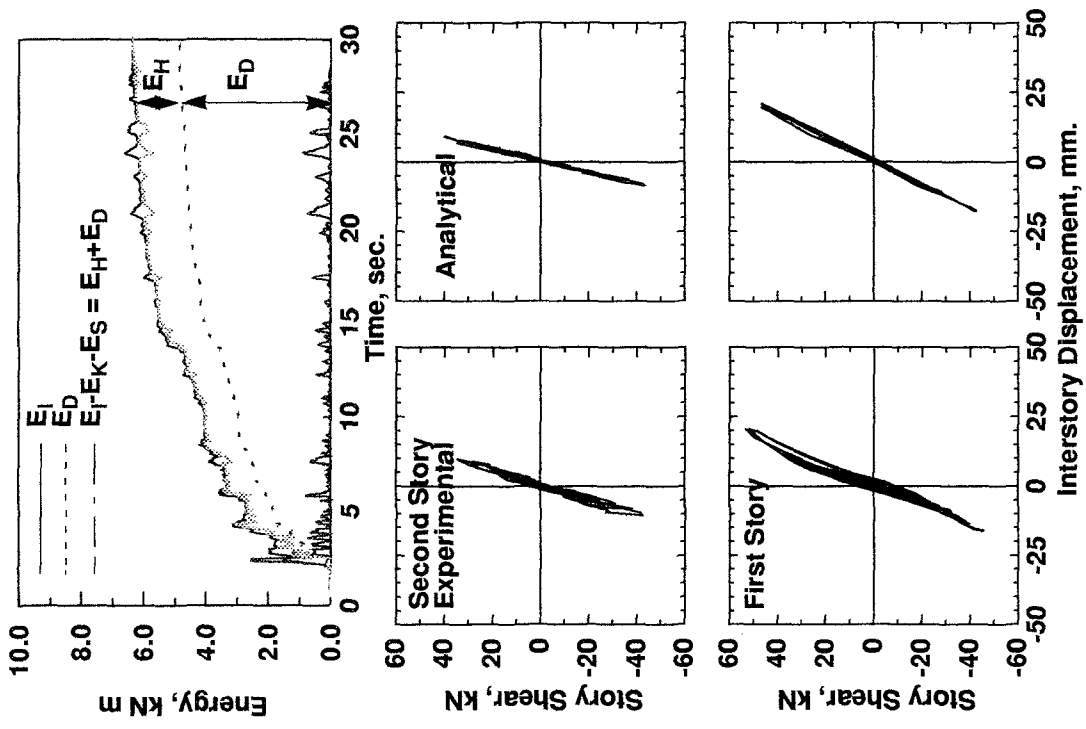 10.0
8.0
6.0
4.0
2.0
0.0
Energy, kN m
E_I
E_D
E_I-E_K-E_S = E_H+E_D
E_H
E_D
0 5 10 15 20 25 30
Time, sec.
60
40
20
0
-20
-40
-60
Story Shear, kN
Second Story
Experimental
Analytical
60
40
20
0
-20
-40
-60
Story Shear, kN
First Story
-50 -25 0 25 50
-50 -25 0 25 50
Interstory Displacement, mm.